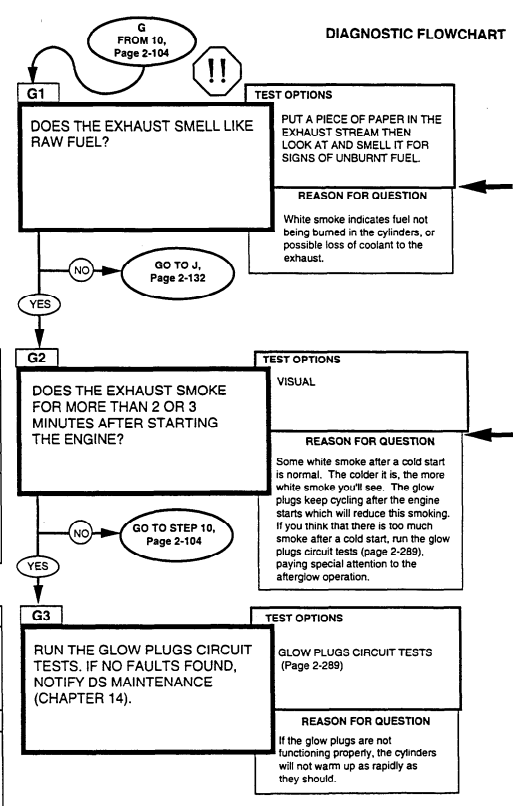 DIAGNOSTIC FLOWCHART
G
FROM 10,
Page 2-104
!!
G1
DOES THE EXHAUST SMELL LIKE
RAW FUEL?
TEST OPTIONS
PUT A PIECE OF PAPER IN THE
EXHAUST STREAM THEN
LOOK AT AND SMELL IT FOR
SIGNS OF UNBURNT FUEL.
REASON FOR QUESTION
White smoke indicates fuel not
being burned in the cylinders, or
possible loss of coolant to the
exhaust.
NO
GO TO J,
Page 2-132
YES
G2
DOES THE EXHAUST SMOKE
FOR MORE THAN 2 OR 3
MINUTES AFTER STARTING
THE ENGINE?
TEST OPTIONS
VISUAL
REASON FOR QUESTION
Some white smoke after a cold start
is normal. The colder it is, the more
white smoke you'll see. The glow
plugs keep cycling after the engine
starts which will reduce this smoking.
If you think that there is too much
smoke after a cold start, run the glow
plugs circuit tests (page 2-289),
paying special attention to the
afterglow operation.
NO
GO TO STEP 10,
Page 2-104
YES
G3
RUN THE GLOW PLUGS CIRCUIT
TESTS. IF NO FAULTS FOUND,
NOTIFY DS MAINTENANCE
(CHAPTER 14).
TEST OPTIONS
GLOW PLUGS CIRCUIT TESTS
(Page 2-289)
REASON FOR QUESTION
If the glow plugs are not
functioning properly, the cylinders
will not warm up as rapidly as
they should.